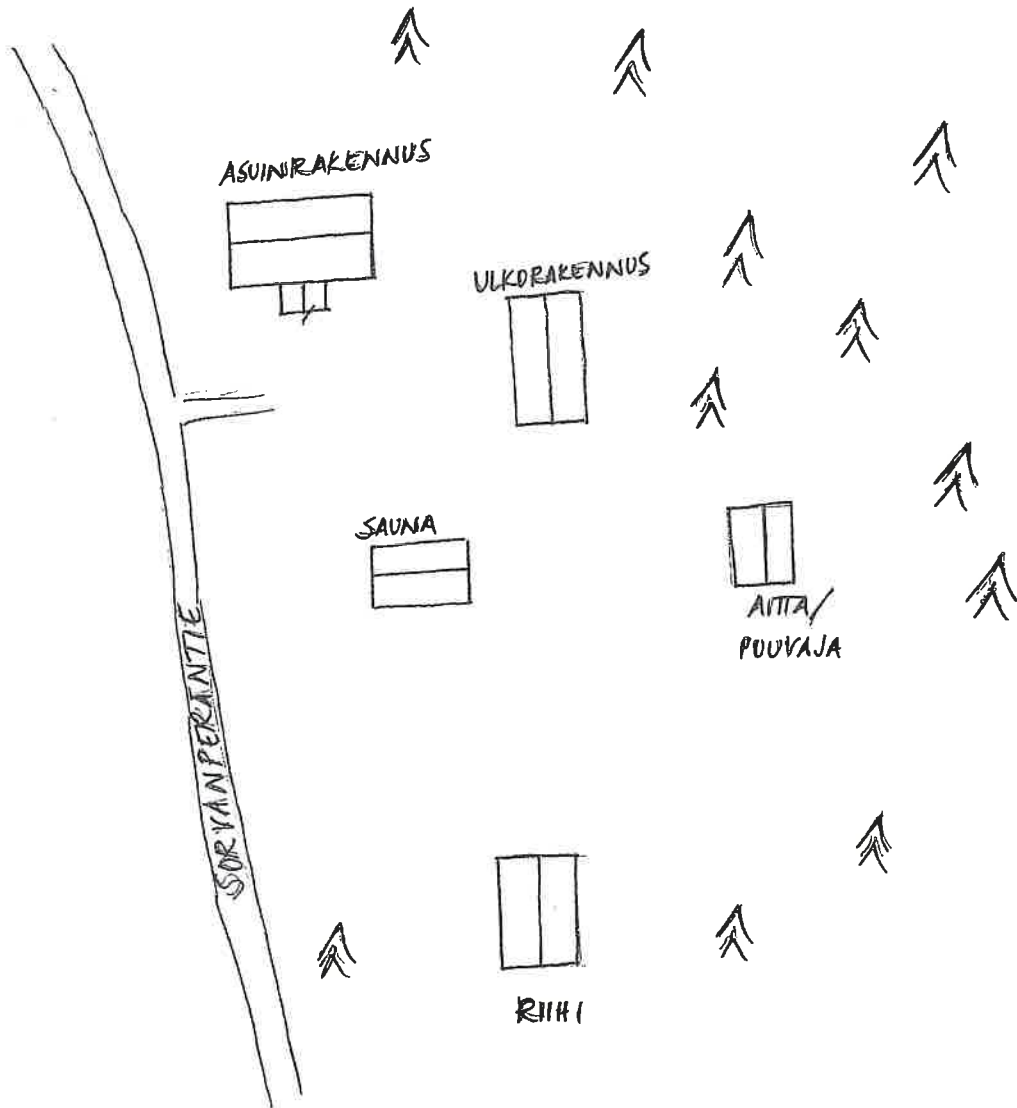 ASUINRAKENNUS
ULKORAKENNUS
SAUNA
AITTA/
PUUVAJA
SORVANPERÄNTIE
RIIHI